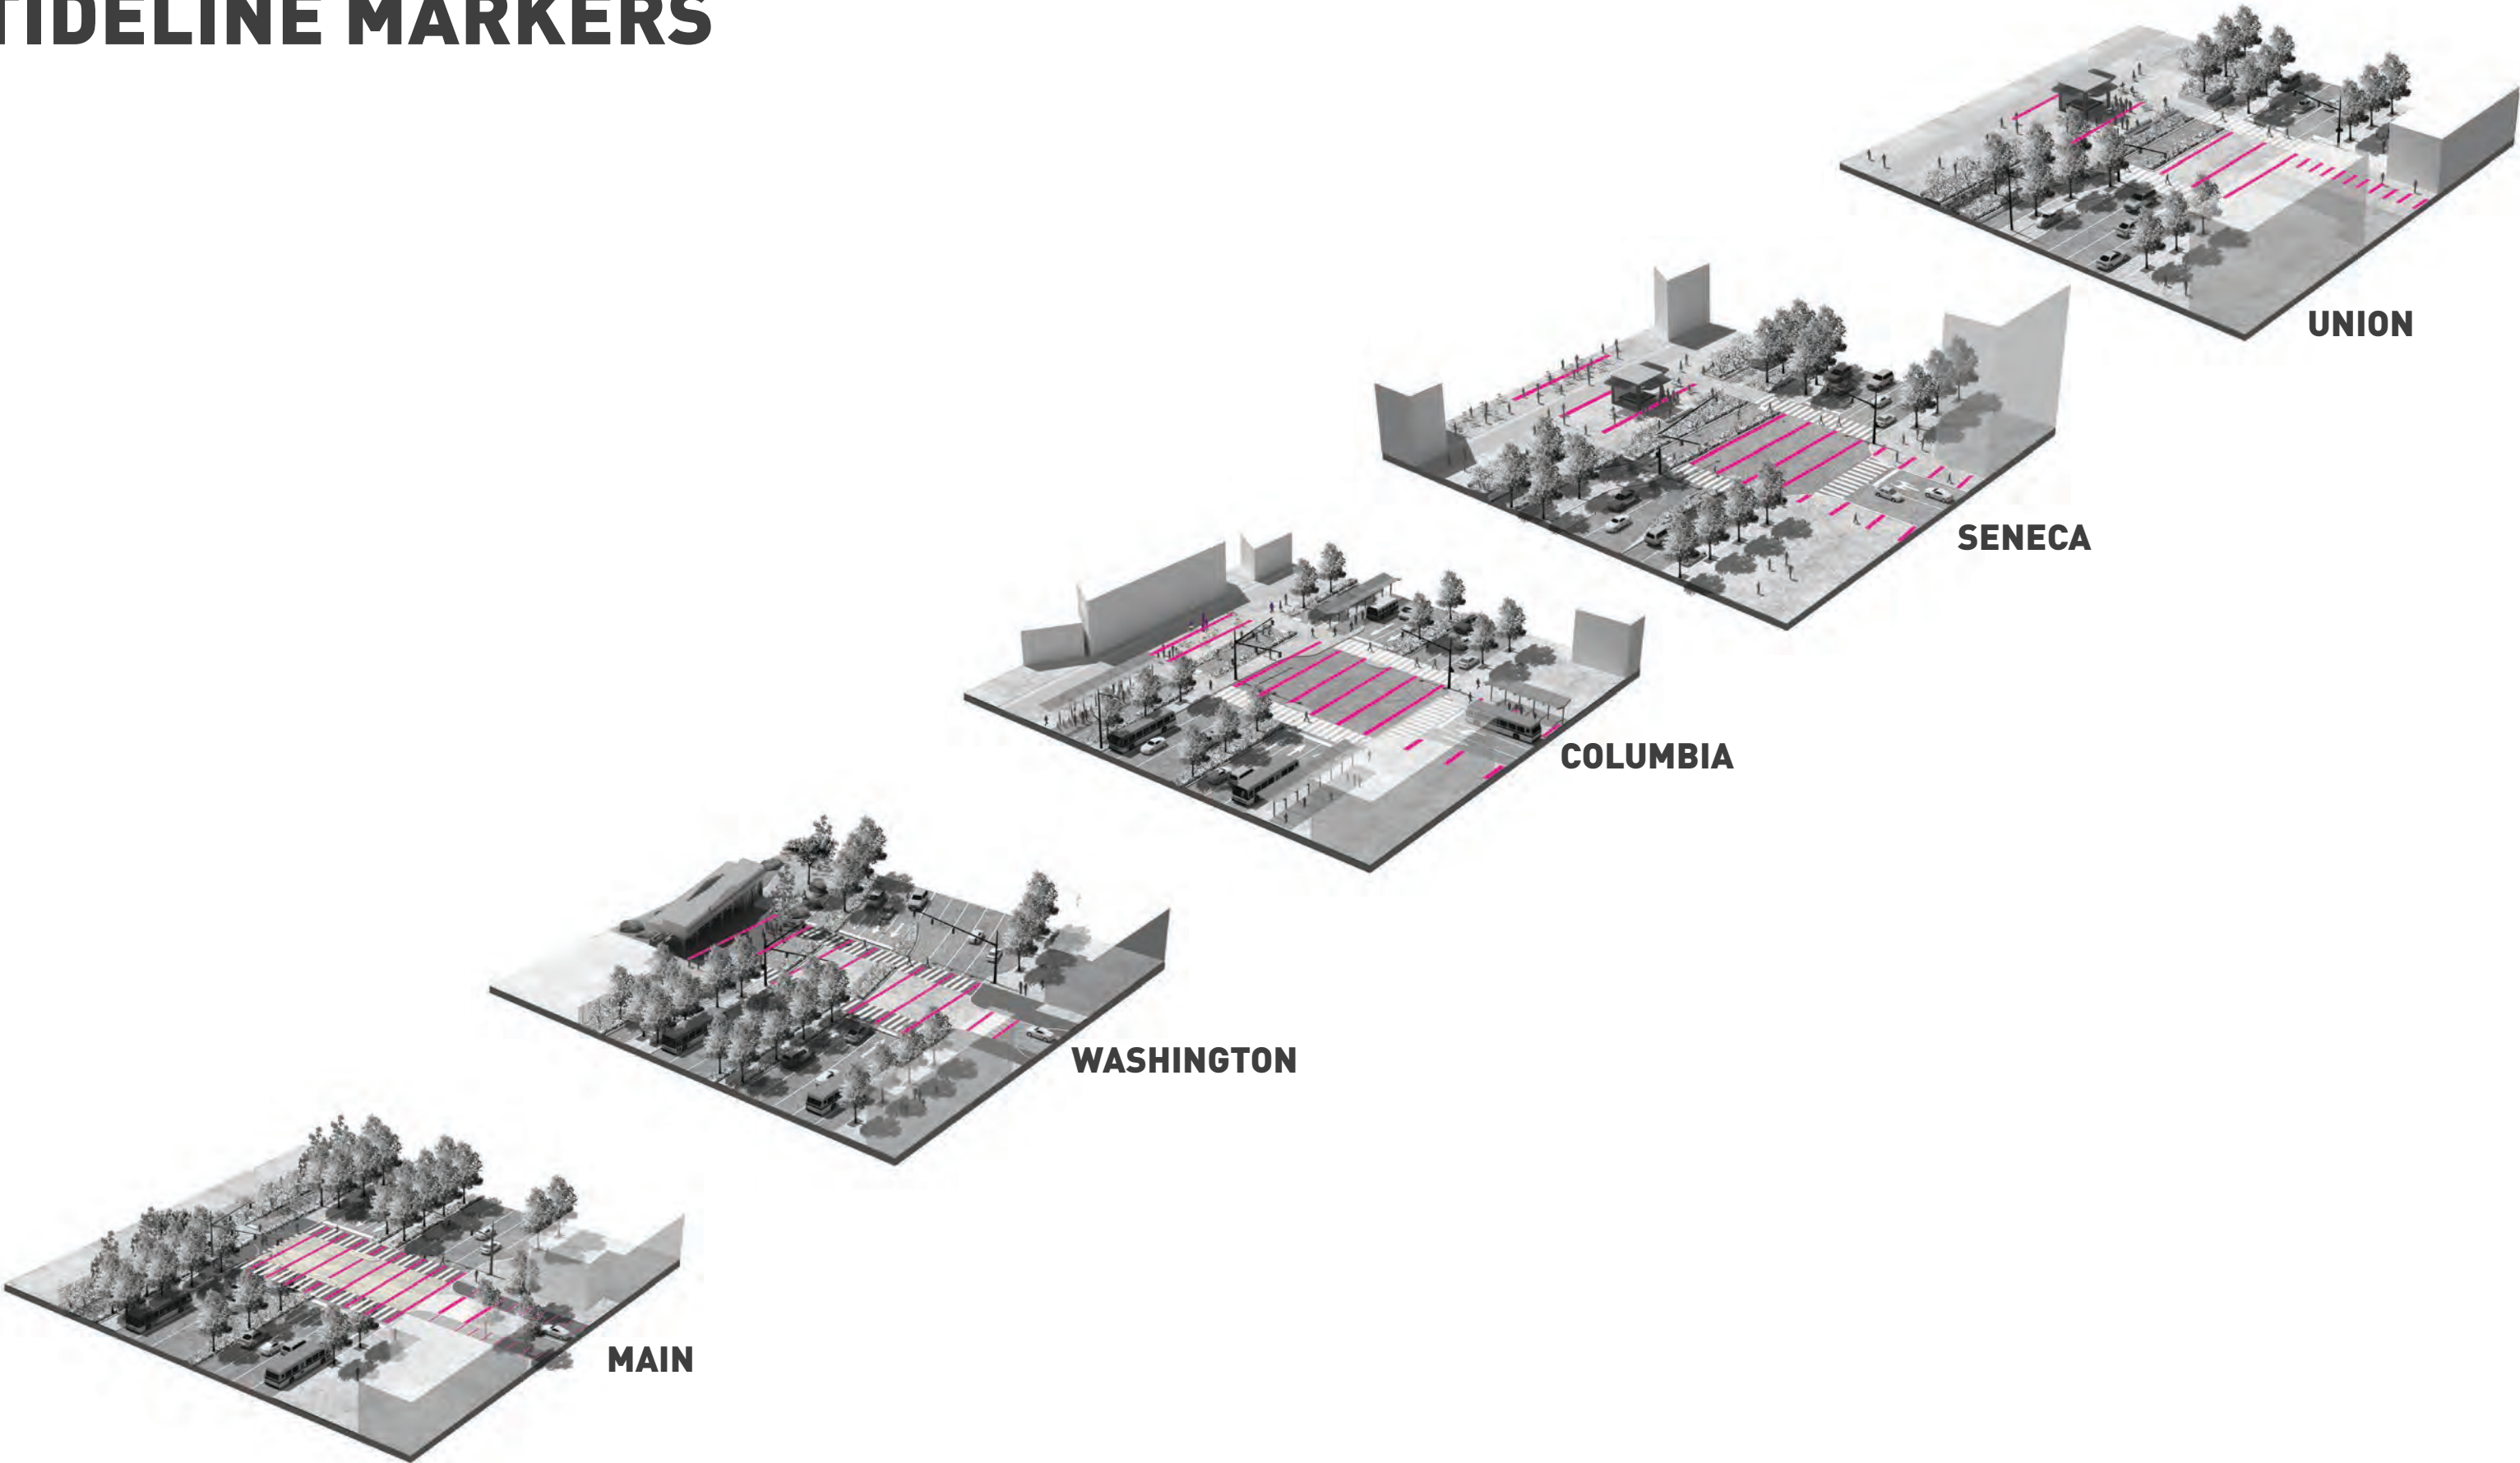 TIDELINE MARKERS
UNION
SENECA
COLUMBIA
WASHINGTON
MAIN